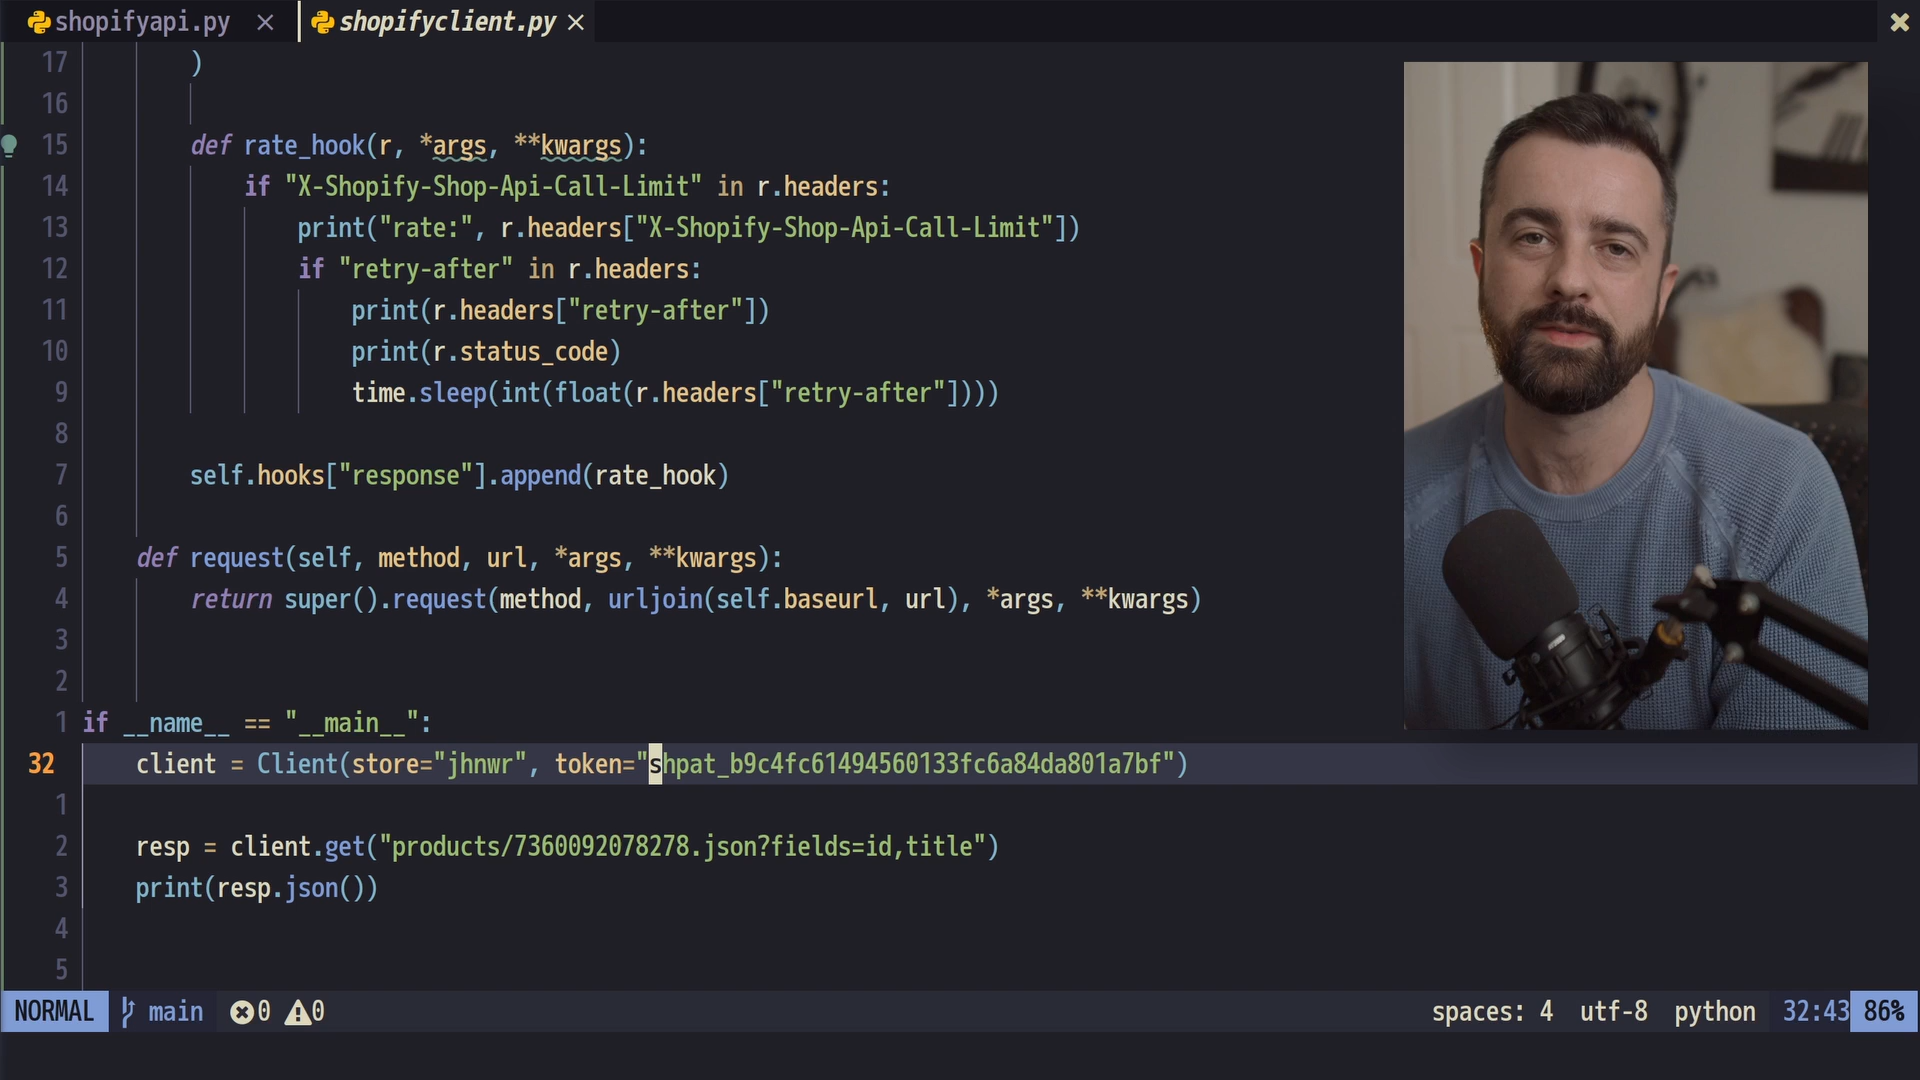 shopifyapi.py × shopifyclient.py ×
17 )
16
15 def rate_hook(r, *args, **kwargs):
14 if "X-Shopify-Shop-Api-Call-Limit" in r.headers:
13 print("rate:", r.headers["X-Shopify-Shop-Api-Call-Limit"])
12 if "retry-after" in r.headers:
11 print(r.headers["retry-after"])
10 print(r.status_code)
9 time.sleep(int(float(r.headers["retry-after"])))
8
7 self.hooks["response"].append(rate_hook)
6
5 def request(self, method, url, *args, **kwargs):
4 return super().request(method, urljoin(self.baseurl, url), *args, **kwargs)
3
2
1 if __name__ == "__main__":
32 client = Client(store="jhnwr", token="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")
1
2 resp = client.get("products/7360092078278.json?fields=id,title")
3 print(resp.json())
4
5
NORMAL main 0 0 spaces: 4 utf-8 python 32:43 86%